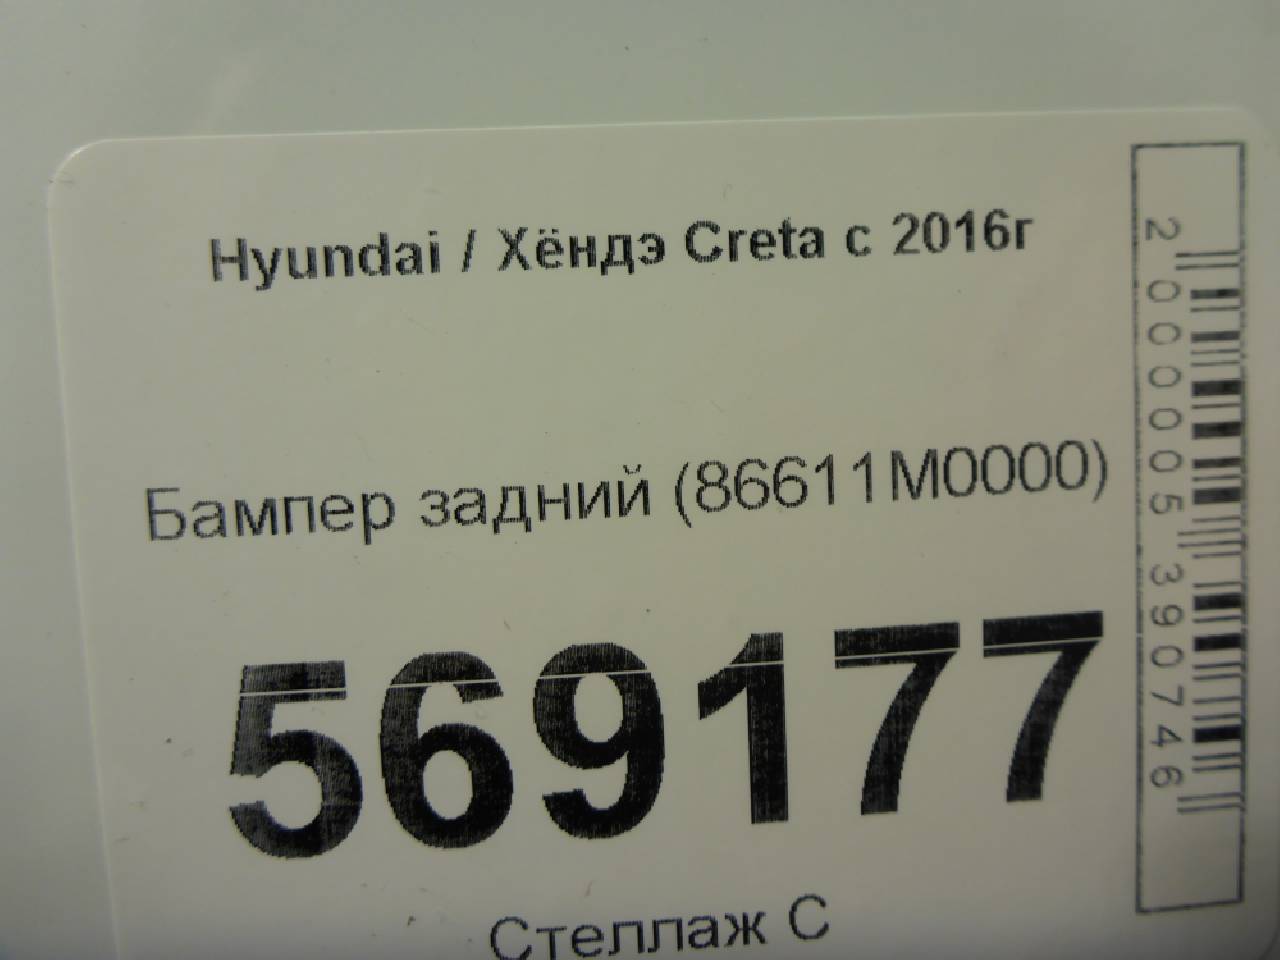 Hyundai / Хёндэ Creta с 2016г
Бампер задний (86611M0000)
569177
Стеллаж С
2000005390746